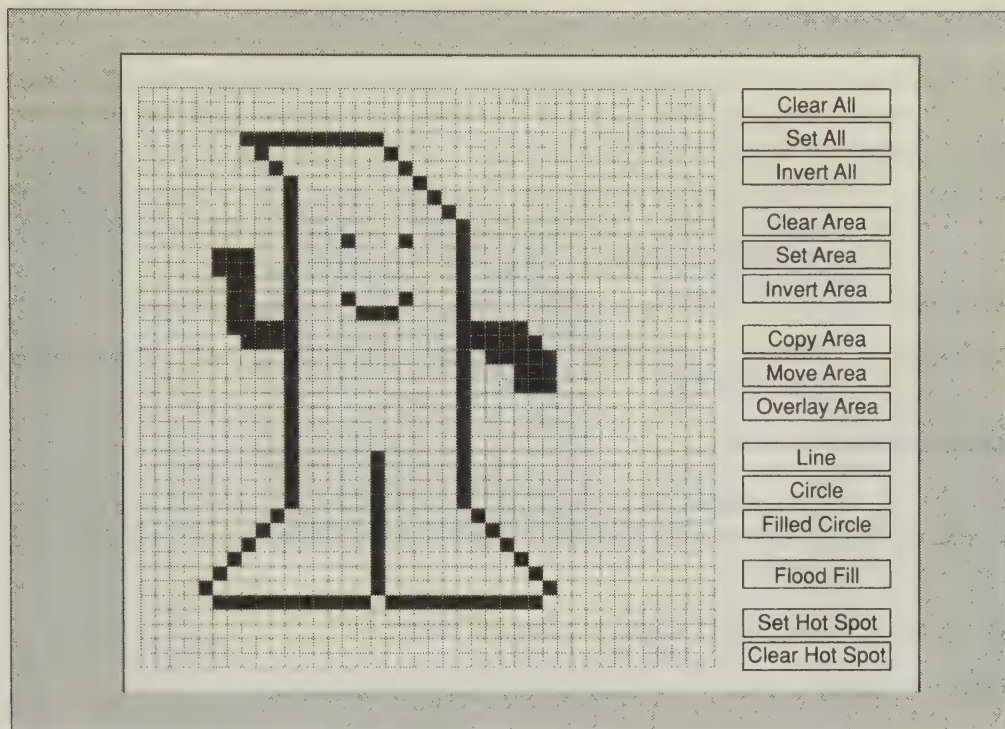 Clear All
Set All
Invert All
Clear Area
Set Area
Invert Area
Copy Area
Move Area
Overlay Area
Line
Circle
Filled Circle
Flood Fill
Set Hot Spot
Clear Hot Spot